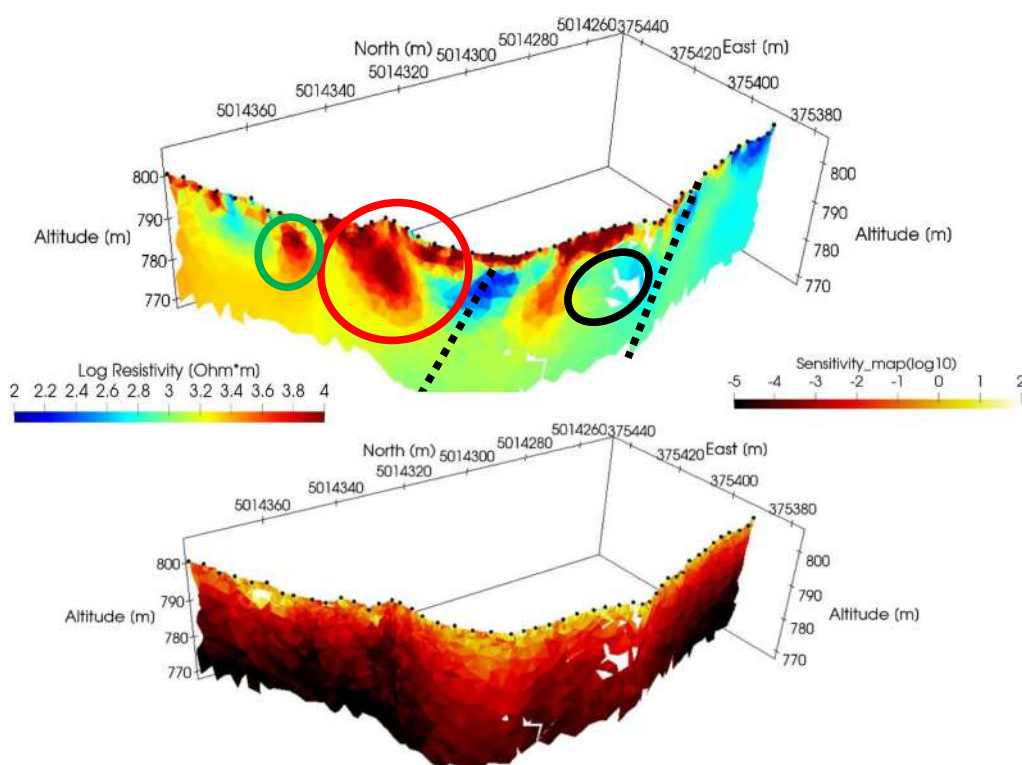 5014260 375440
5014280
North (m)
East (m)
5014300
375420
5014320
375400
5014340
375380
5014360
800
800
790
790
Altitude (m)
Altitude (m)
780
780
770
770
Log Resistivity (Ohm*m)
2 2.2 2.4 2.6 2.8 3 3.2 3.4 3.6 3.8 4
Sensitivity_map(log10)
-5 -4 -3 -2 -1 0 1 2
5014260 375440
5014280
North (m)
East (m)
5014300
375420
5014320
375400
5014340
375380
5014360
800
800
790
790
Altitude (m)
Altitude (m)
780
780
770
770